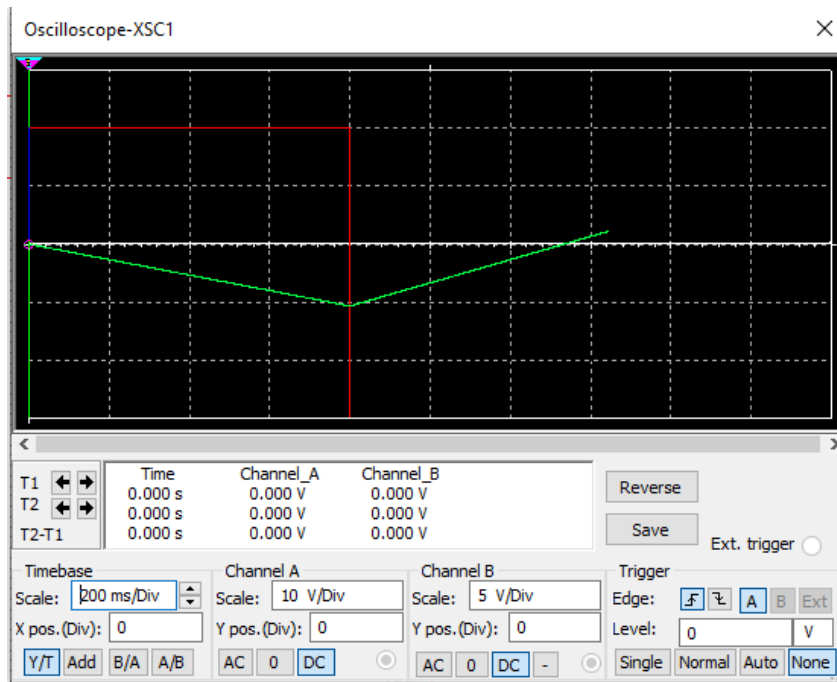 Oscilloscope-XSC1
Time Channel_A Channel_B
T1 0.000 s 0.000 V 0.000 V
T2 0.000 s 0.000 V 0.000 V
T2-T1 0.000 s 0.000 V 0.000 V
Reverse
Save
Ext. trigger
Timebase
Scale: 200 ms/Div
X pos.(Div): 0
Y/T Add B/A A/B
Channel A
Scale: 10 V/Div
Y pos.(Div): 0
AC 0 DC
Channel B
Scale: 5 V/Div
Y pos.(Div): 0
AC 0 DC -
Trigger
Edge: A B Ext
Level: 0 V
Single Normal Auto None